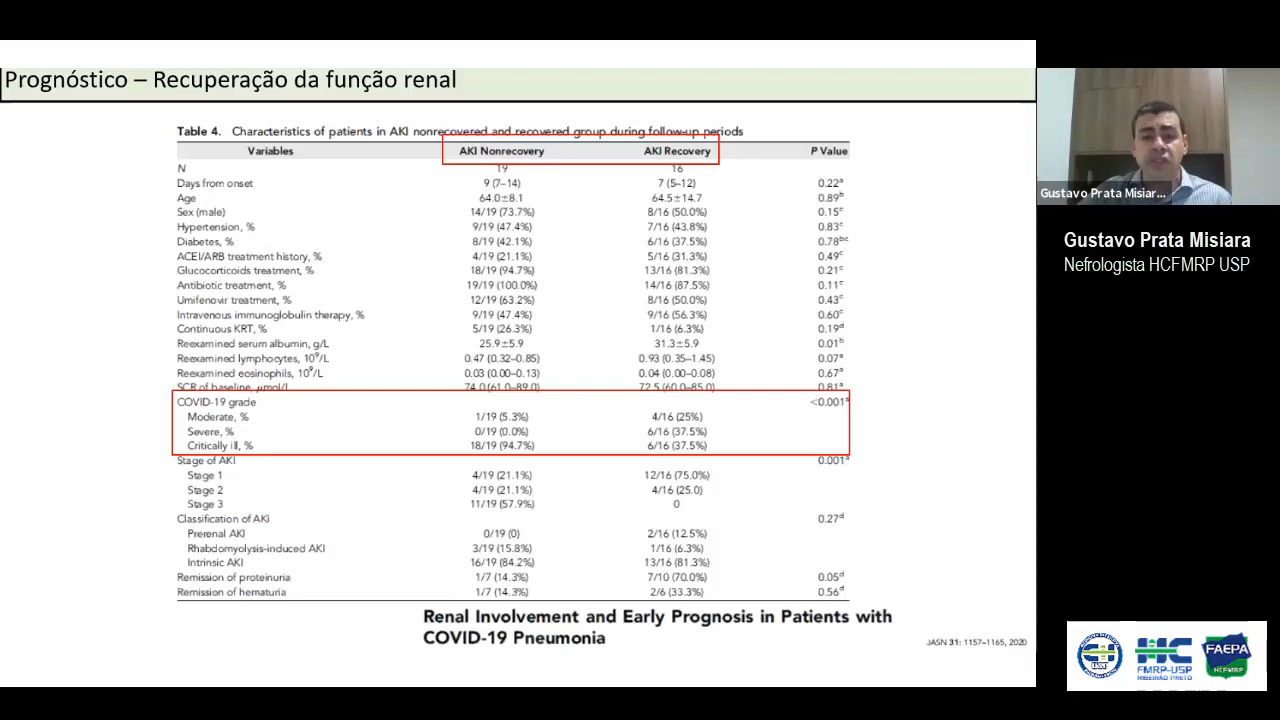 Prognóstico – Recuperação da função renal
Table 4. Characteristics of patients in AKI nonrecovered and recovered group during follow-up periods
Variables AKI Nonrecovery AKI Recovery P Value
N 19 16
Days from onset 9 (7–14) 7 (5–12) 0.22a
Age 64.0±8.1 64.5±14.7 0.89b
Sex (male) 14/19 (73.7%) 8/16 (50.0%) 0.15c
Hypertension, % 9/19 (47.4%) 7/16 (43.8%) 0.83c
Diabetes, % 8/19 (42.1%) 6/16 (37.5%) 0.78bc
ACEI/ARB treatment history, % 4/19 (21.1%) 5/16 (31.3%) 0.49c
Glucocorticoids treatment, % 18/19 (94.7%) 13/16 (81.3%) 0.21c
Antibiotic treatment, % 19/19 (100.0%) 14/16 (87.5%) 0.11c
Umifenovir treatment, % 12/19 (63.2%) 8/16 (50.0%) 0.43c
Intravenous immunoglobulin therapy, % 9/19 (47.4%) 9/16 (56.3%) 0.60c
Continuous KRT, % 5/19 (26.3%) 1/16 (6.3%) 0.19d
Reexamined serum albumin, g/L 25.9±5.9 31.3±5.9 0.01b
Reexamined lymphocytes, 10⁹/L 0.47 (0.32–0.85) 0.93 (0.35–1.45) 0.07a
Reexamined eosinophils, 10⁹/L 0.03 (0.00–0.13) 0.04 (0.00–0.08) 0.67a
SCR of baseline, μmol/L 74.0 (61.0–89.0) 72.5 (60.0–85.0) 0.81a
COVID-19 grade <0.001a
Moderate, % 1/19 (5.3%) 4/16 (25%)
Severe, % 0/19 (0.0%) 6/16 (37.5%)
Critically ill, % 18/19 (94.7%) 6/16 (37.5%)
Stage of AKI 0.001a
Stage 1 4/19 (21.1%) 12/16 (75.0%)
Stage 2 4/19 (21.1%) 4/16 (25.0)
Stage 3 11/19 (57.9%) 0
Classification of AKI 0.27d
Prerenal AKI 0/19 (0) 2/16 (12.5%)
Rhabdomyolysis-induced AKI 3/19 (15.8%) 1/16 (6.3%)
Intrinsic AKI 16/19 (84.2%) 13/16 (81.3%)
Remission of proteinuria 1/7 (14.3%) 7/10 (70.0%) 0.05d
Remission of hematuria 1/7 (14.3%) 2/6 (33.3%) 0.56d
Renal Involvement and Early Prognosis in Patients with
COVID-19 Pneumonia
JASN 31: 1157–1165, 2020
Gustavo Prata Misiar...
Gustavo Prata Misiara
Nefrologista HCFMRP USP
HC
FMRP-USP
RIBEIRÃO PRETO
FAEPA
HCFMRP